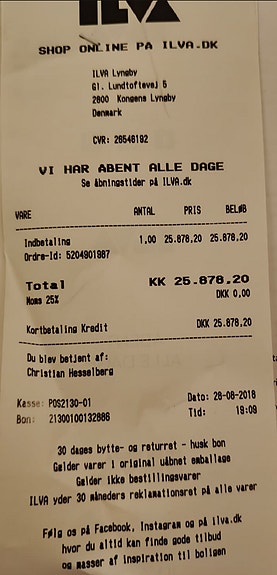 ILVA
SHOP ONLINE PÅ ILVA.DK
ILVA Lyngby
Gl. Lundtoftevej 5
2800 Kongens Lyngby
Denmark
CVR: 28546182
VI HAR ÅBENT ALLE DAGE
Se åbningstider på ILVA.dk
VARE ANTAL PRIS BELØB
Indbetaling 1,00 25.878,20 25.878,20
Ordre-Id: 5204901987
Total KK 25.878,20
Moms 25% DKK 0,00
Kortbetaling Kredit DKK 25.878,20
Du blev betjent af:
Christian Hesselberg
Kasse: POS2130-01 Dato: 28-08-2018
Bon: 21300100132886 Tid: 18:09
30 dages bytte- og returret - husk bon
Gælder varer i original uåbnet emballage
Gælder ikke bestillingsvarer
ILVA yder 30 måneders reklamationsret på alle varer
Følg os på Facebook, Instagram og på ilva.dk
hvor du altid kan finde gode tilbud
og masser af inspiration til boligen